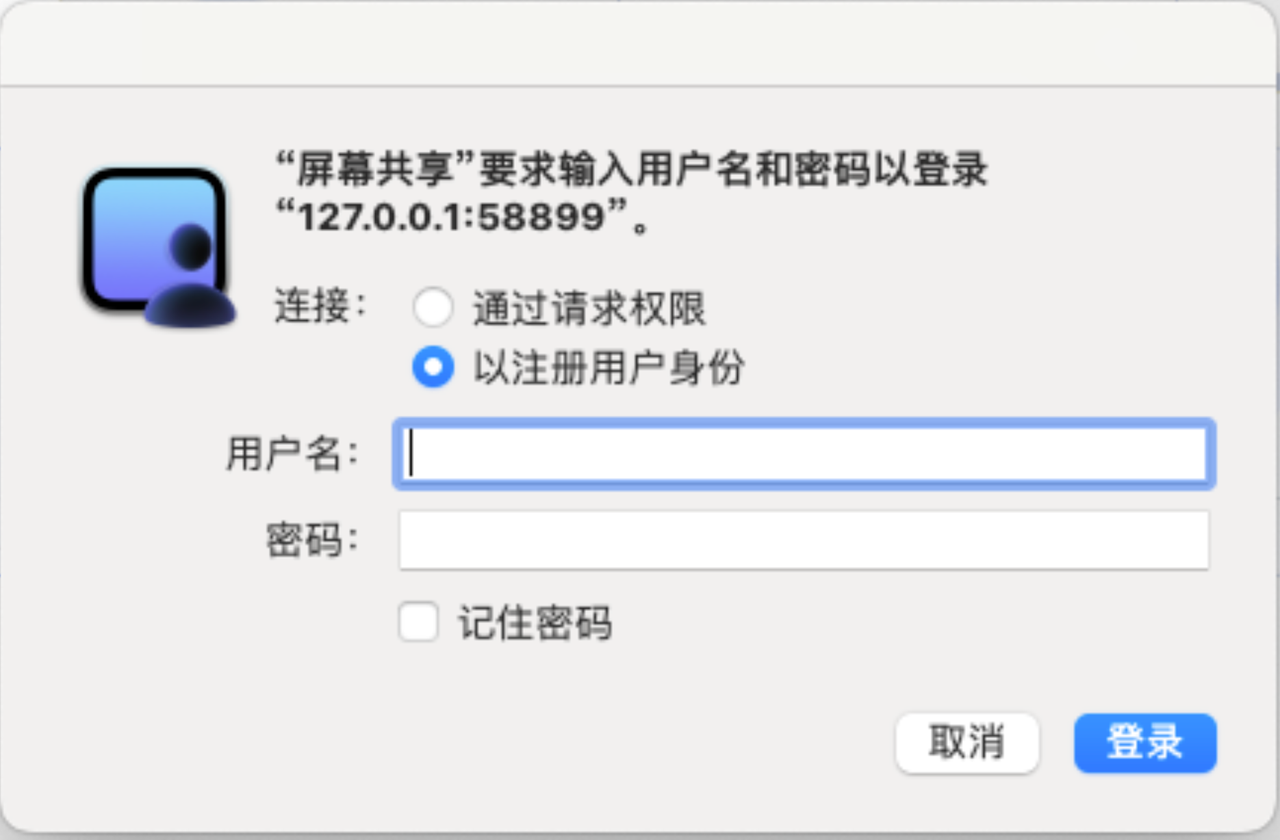 “屏幕共享”要求输入用户名和密码以登录
“127.0.0.1:58899”。
连接： 通过请求权限
以注册用户身份
用户名：
密码：
记住密码
取消 登录